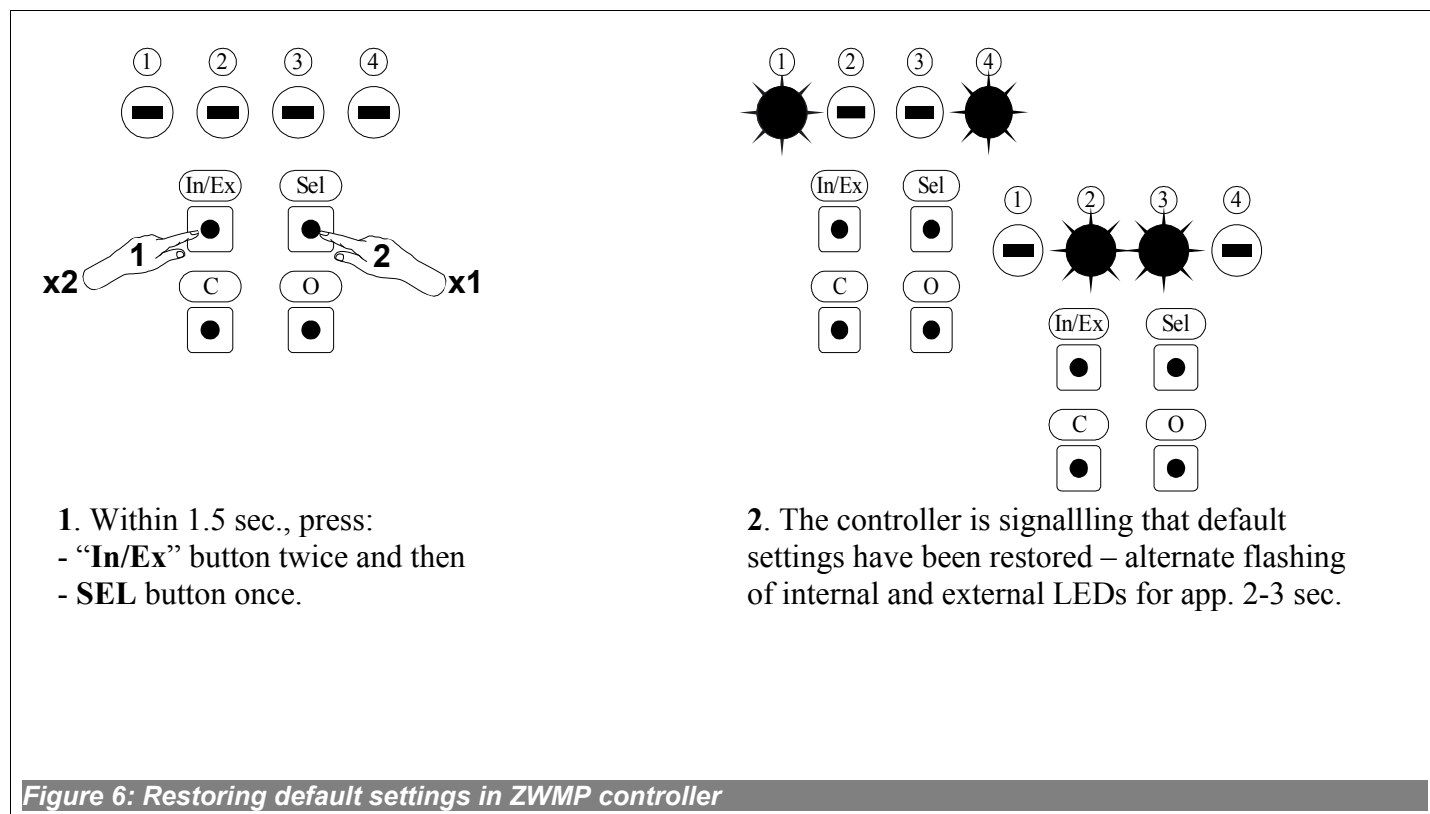 ① ② ③ ④
In/Ex Sel
1 2
x2 x1
C O
1. Within 1.5 sec., press:
- “In/Ex” button twice and then
- SEL button once.
① ② ③ ④
In/Ex Sel
C O
① ② ③ ④
In/Ex Sel
C O
2. The controller is signallling that default
settings have been restored – alternate flashing
of internal and external LEDs for app. 2-3 sec.
Figure 6: Restoring default settings in ZWMP controller